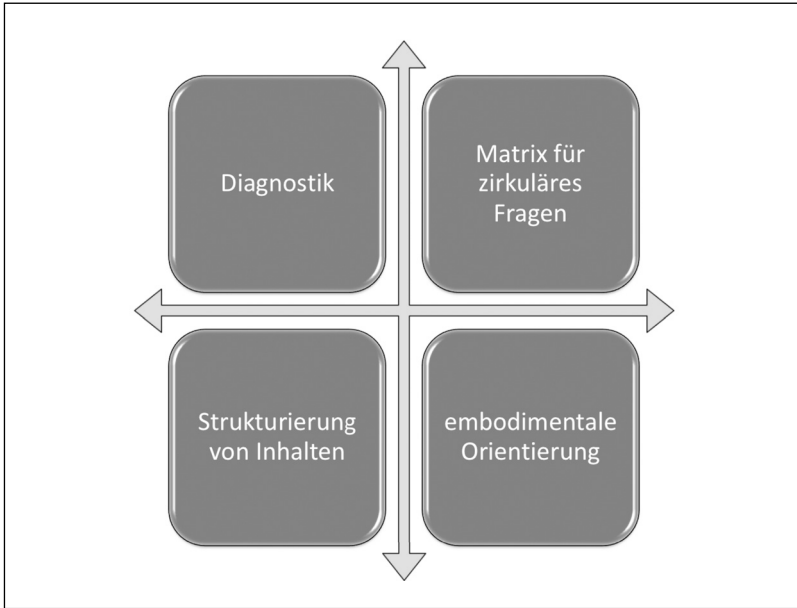 Diagnostik
Matrix für
zirkuläres
Fragen
Strukturierung
von Inhalten
embodimentale
Orientierung